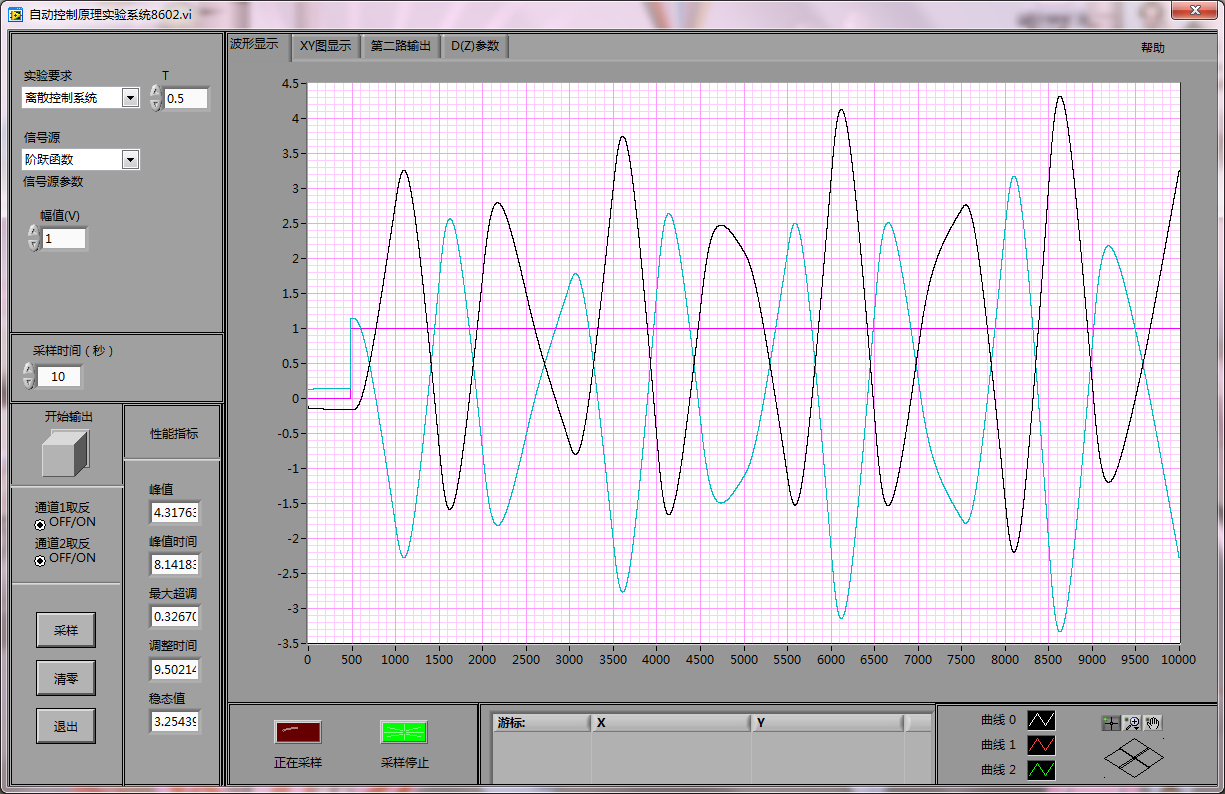 自动控制原理实验系统8602.vi
实验要求
T
离散控制系统
0.5
信号源
阶跃函数
信号源参数
幅值(V)
1
采样时间（秒）
10
开始输出
通道1取反
OFF/ON
通道2取反
OFF/ON
采样
清零
退出
性能指标
峰值
4.3176
峰值时间
8.1418
最大超调
0.3267
调整时间
9.50214
稳态值
3.2543
波形显示
XY图显示
第二路输出
D(Z)参数
帮助
4.5
4
3.5
3
2.5
2
1.5
1
0.5
0
-0.5
-1
-1.5
-2
-2.5
-3
-3.5
0 500 1000 1500 2000 2500 3000 3500 4000 4500 5000 5500 6000 6500 7000 7500 8000 8500 9000 9500 10000
正在采样
采样停止
游标: X Y
曲线 0
曲线 1
曲线 2